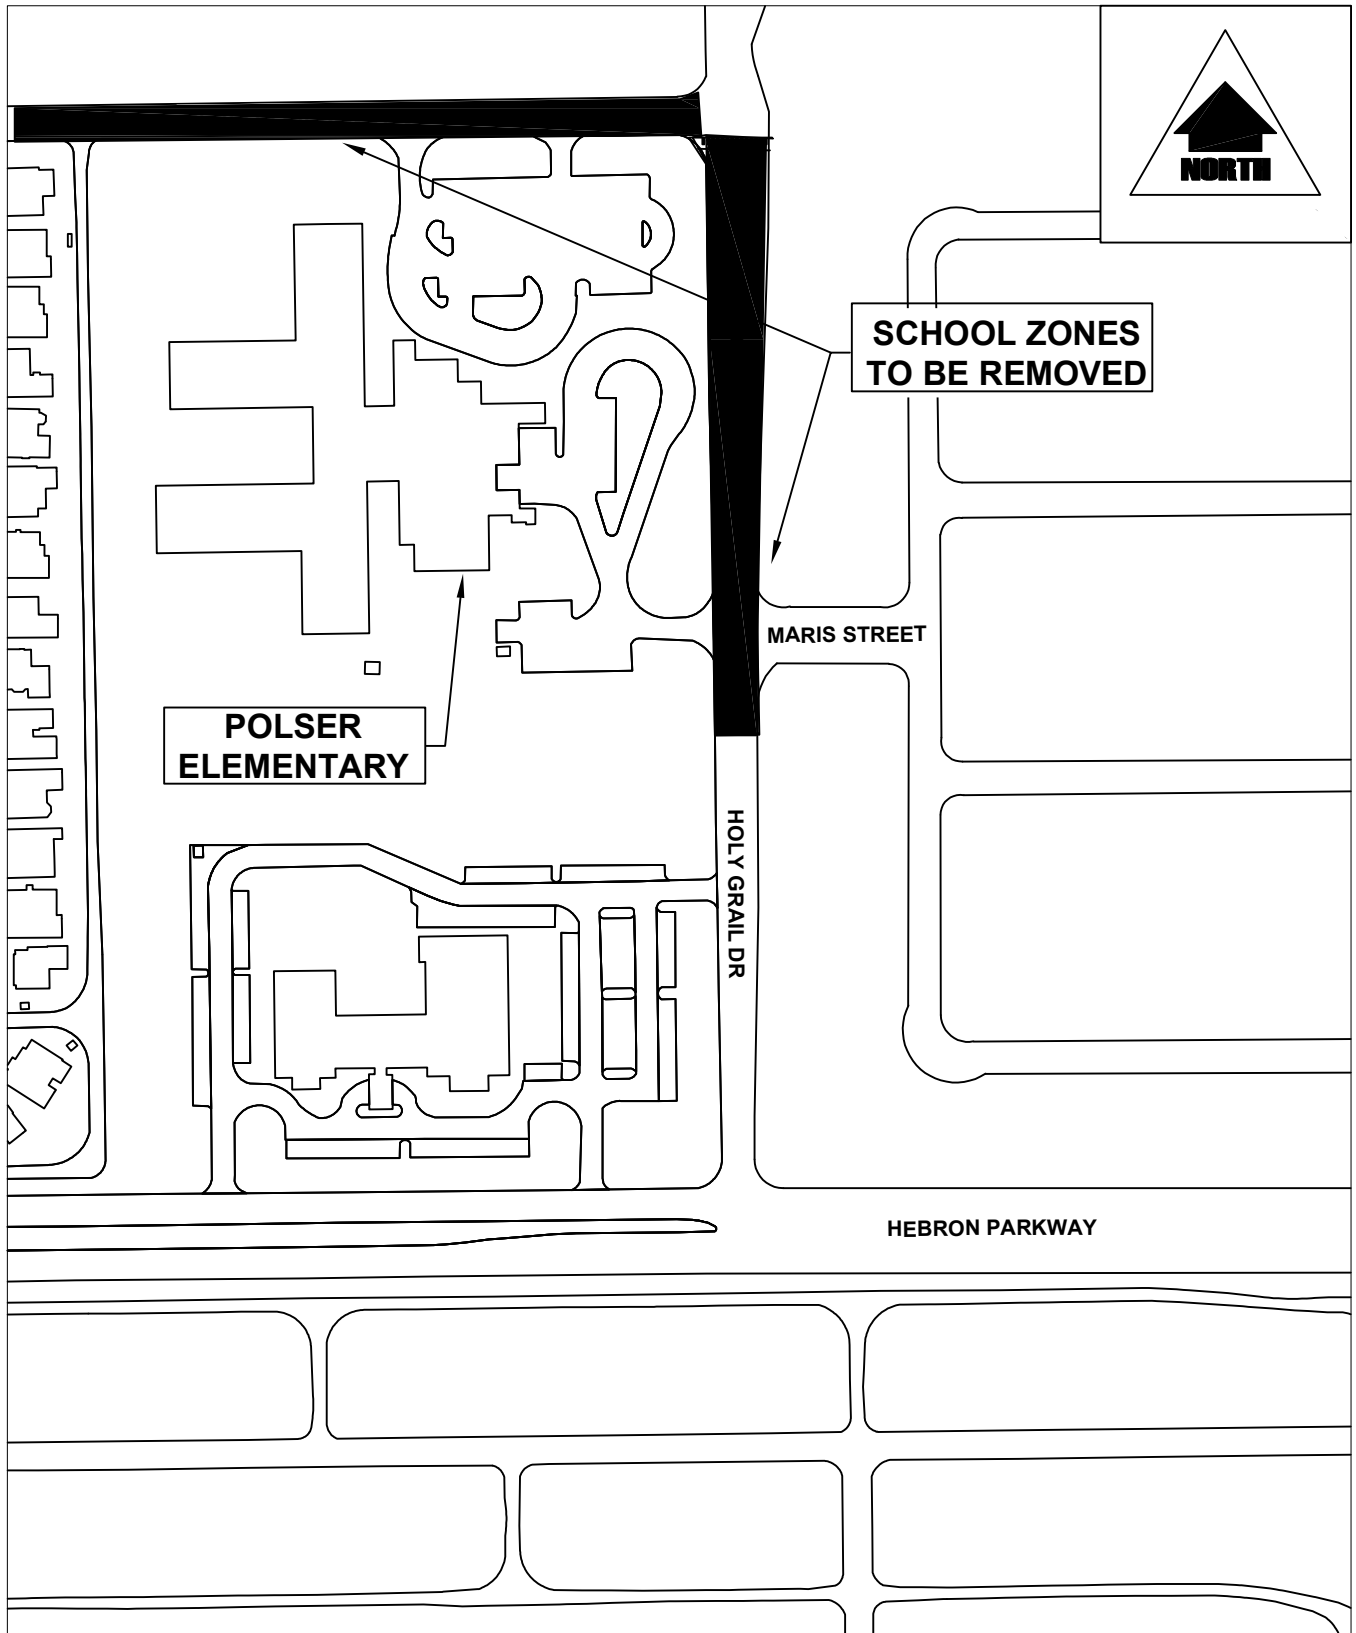 NORTH
SCHOOL ZONES
TO BE REMOVED
MARIS STREET
POLSER
ELEMENTARY
HOLY GRAIL DR
HEBRON PARKWAY